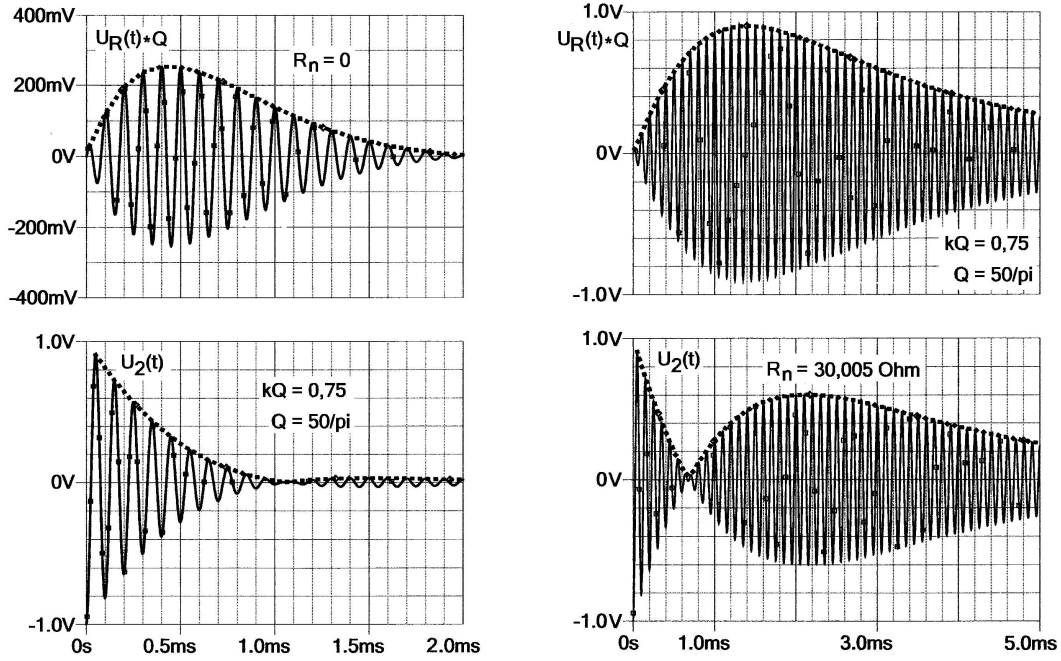 400mV
U_R(t)*Q
R_n = 0
200mV
0V
-200mV
-400mV
1.0V
U_R(t)*Q
0V
kQ = 0,75
Q = 50/pi
-1.0V
1.0V
U_2(t)
kQ = 0,75
Q = 50/pi
0V
-1.0V
0s
0.5ms
1.0ms
1.5ms
2.0ms
1.0V
U_2(t)
R_n = 30,005 Ohm
0V
-1.0V
0s
1.0ms
3.0ms
5.0ms